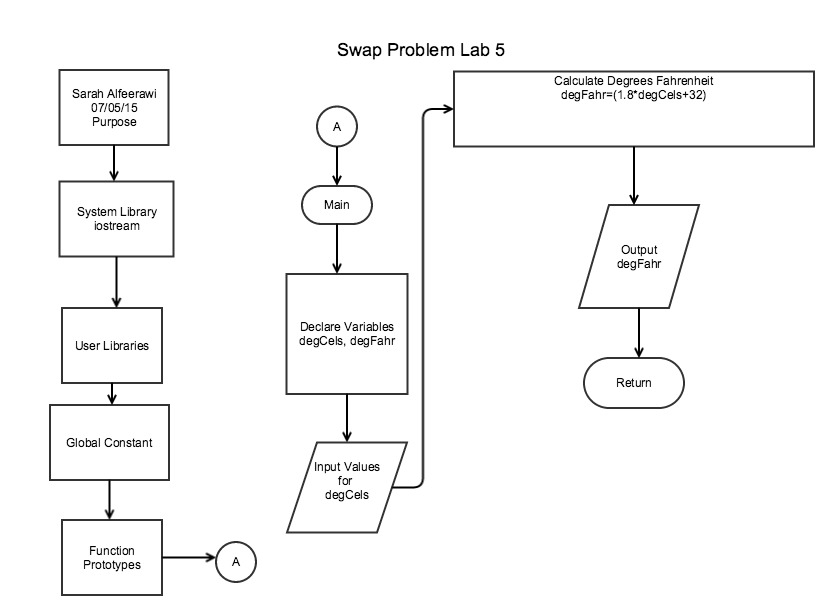 Swap Problem Lab 5
Sarah Alfeerawi
07/05/15
Purpose
System Library
iostream
User Libraries
Global Constant
Function
Prototypes
A
A
Main
Declare Variables
degCels, degFahr
Input Values
for
degCels
Calculate Degrees Fahrenheit
degFahr=(1.8*degCels+32)
Output
degFahr
Return